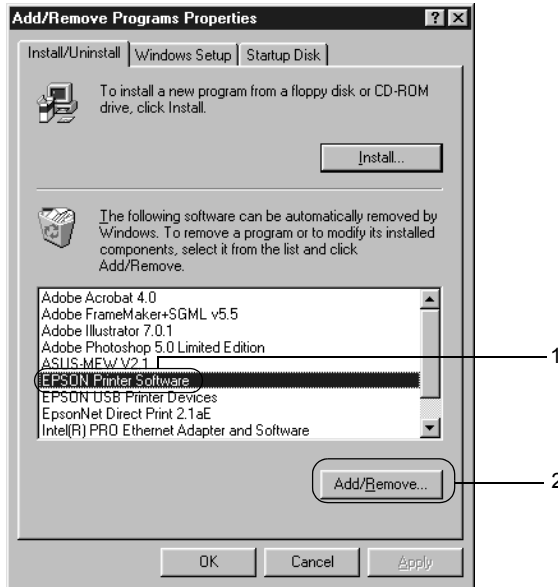 Add/Remove Programs Properties
Install/Uninstall Windows Setup Startup Disk
To install a new program from a floppy disk or CD-ROM
drive, click Install.
Install...
The following software can be automatically removed by
Windows. To remove a program or to modify its installed
components, select it from the list and click
Add/Remove.
Adobe Acrobat 4.0
Adobe FrameMaker+SGML v5.5
Adobe Illustrator 7.0.1
Adobe Photoshop 5.0 Limited Edition
ASUS-MEW V2.1
1
EPSON Printer Software
EPSON USB Printer Devices
EpsonNet Direct Print 2.1aE
Intel(R) PRO Ethernet Adapter and Software
Add/Remove...
2
OK Cancel Apply